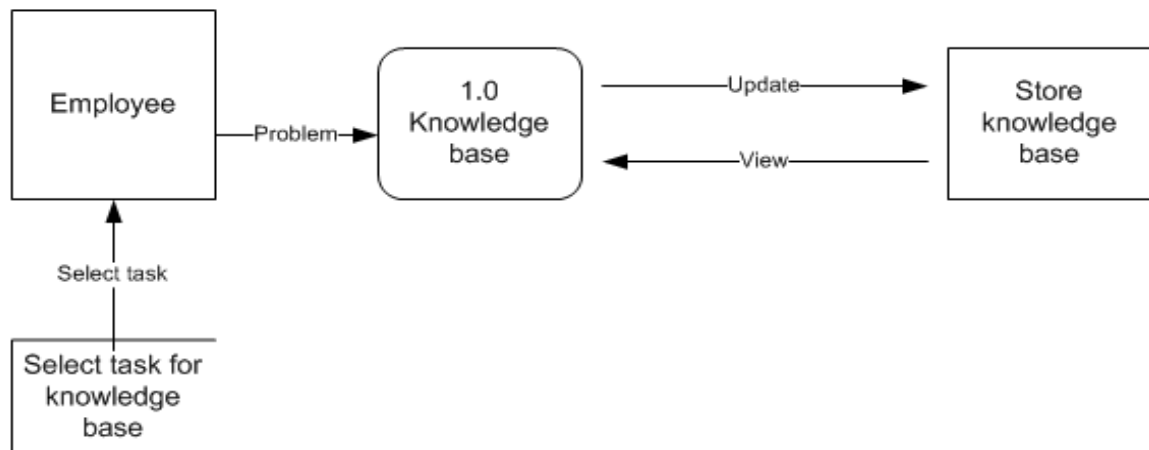 Employee
Problem
1.0
Knowledge
base
Update
View
Store
knowledge
base
Select task
Select task for
knowledge
base